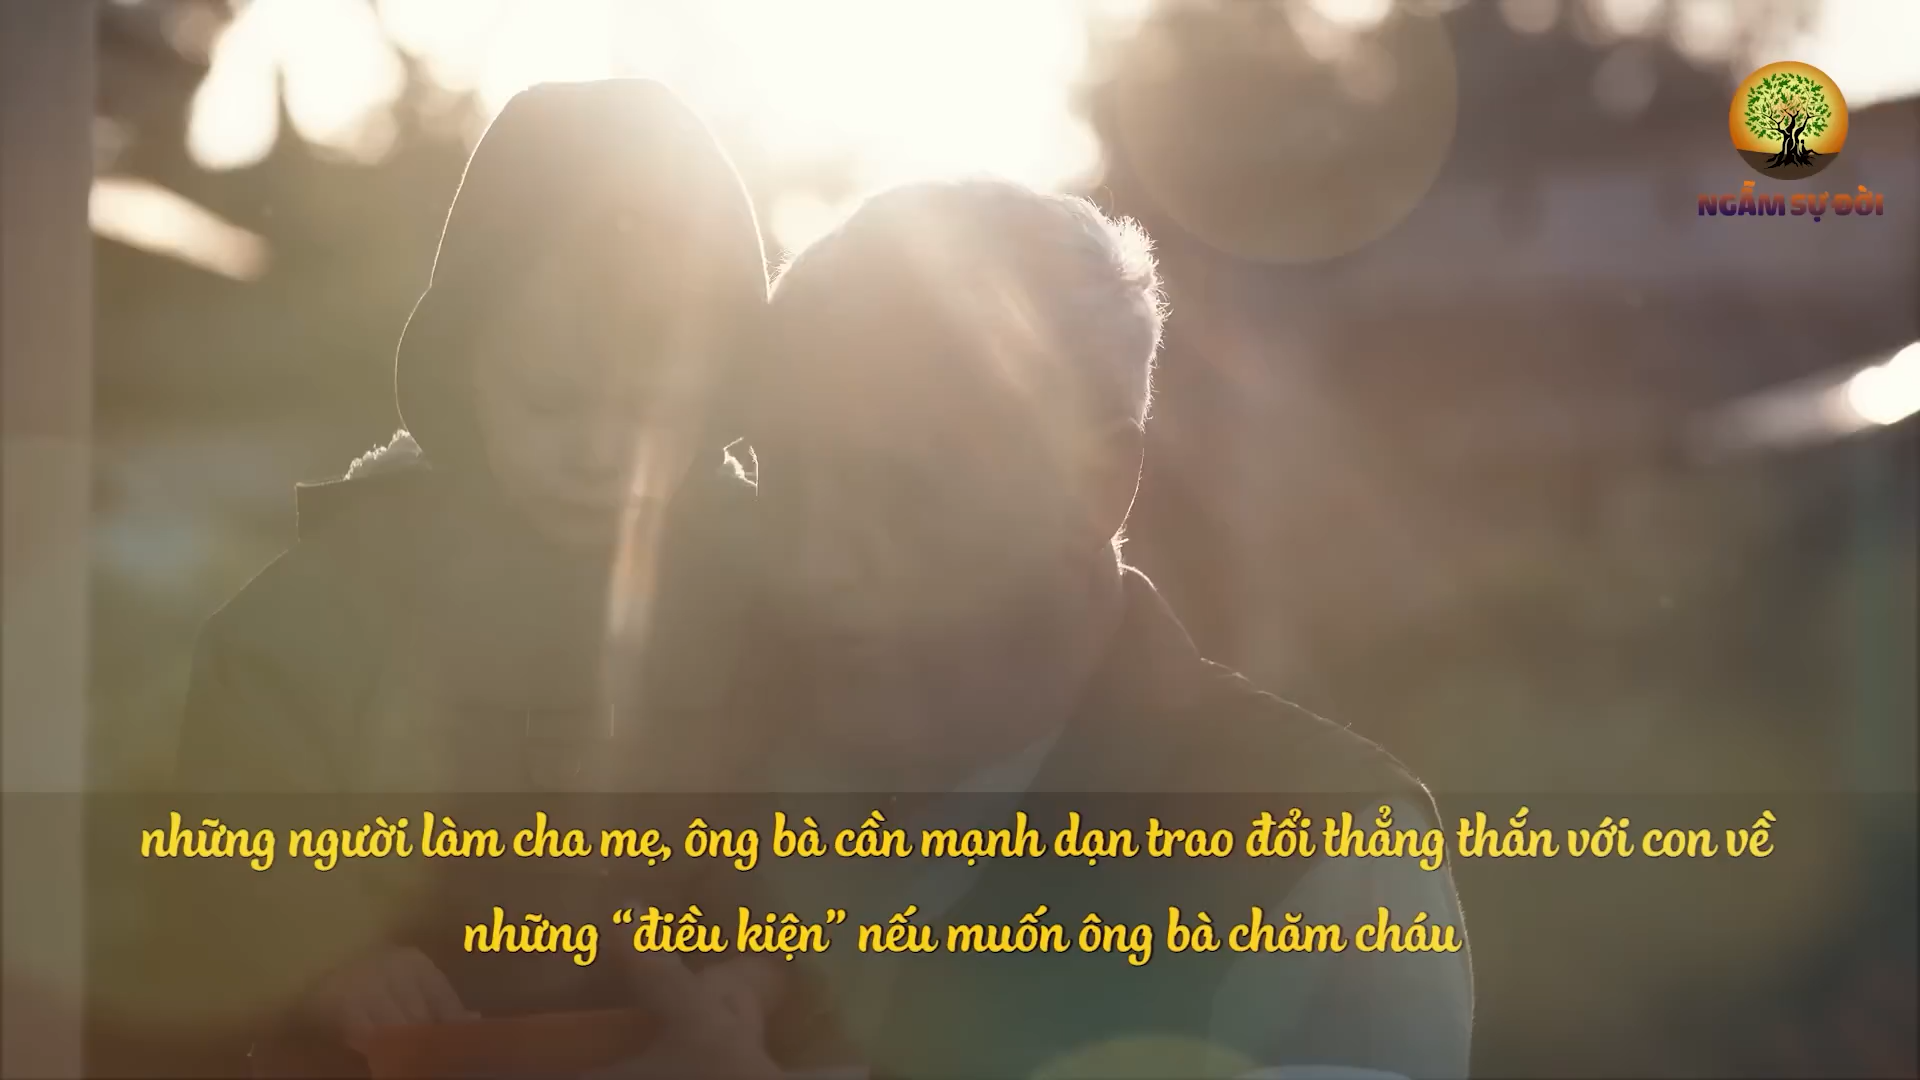 NGẪM SỰ ĐỜI
những người làm cha mẹ, ông bà cần mạnh dạn trao đổi thẳng thắn với con về
những “điều kiện” nếu muốn ông bà chăm cháu